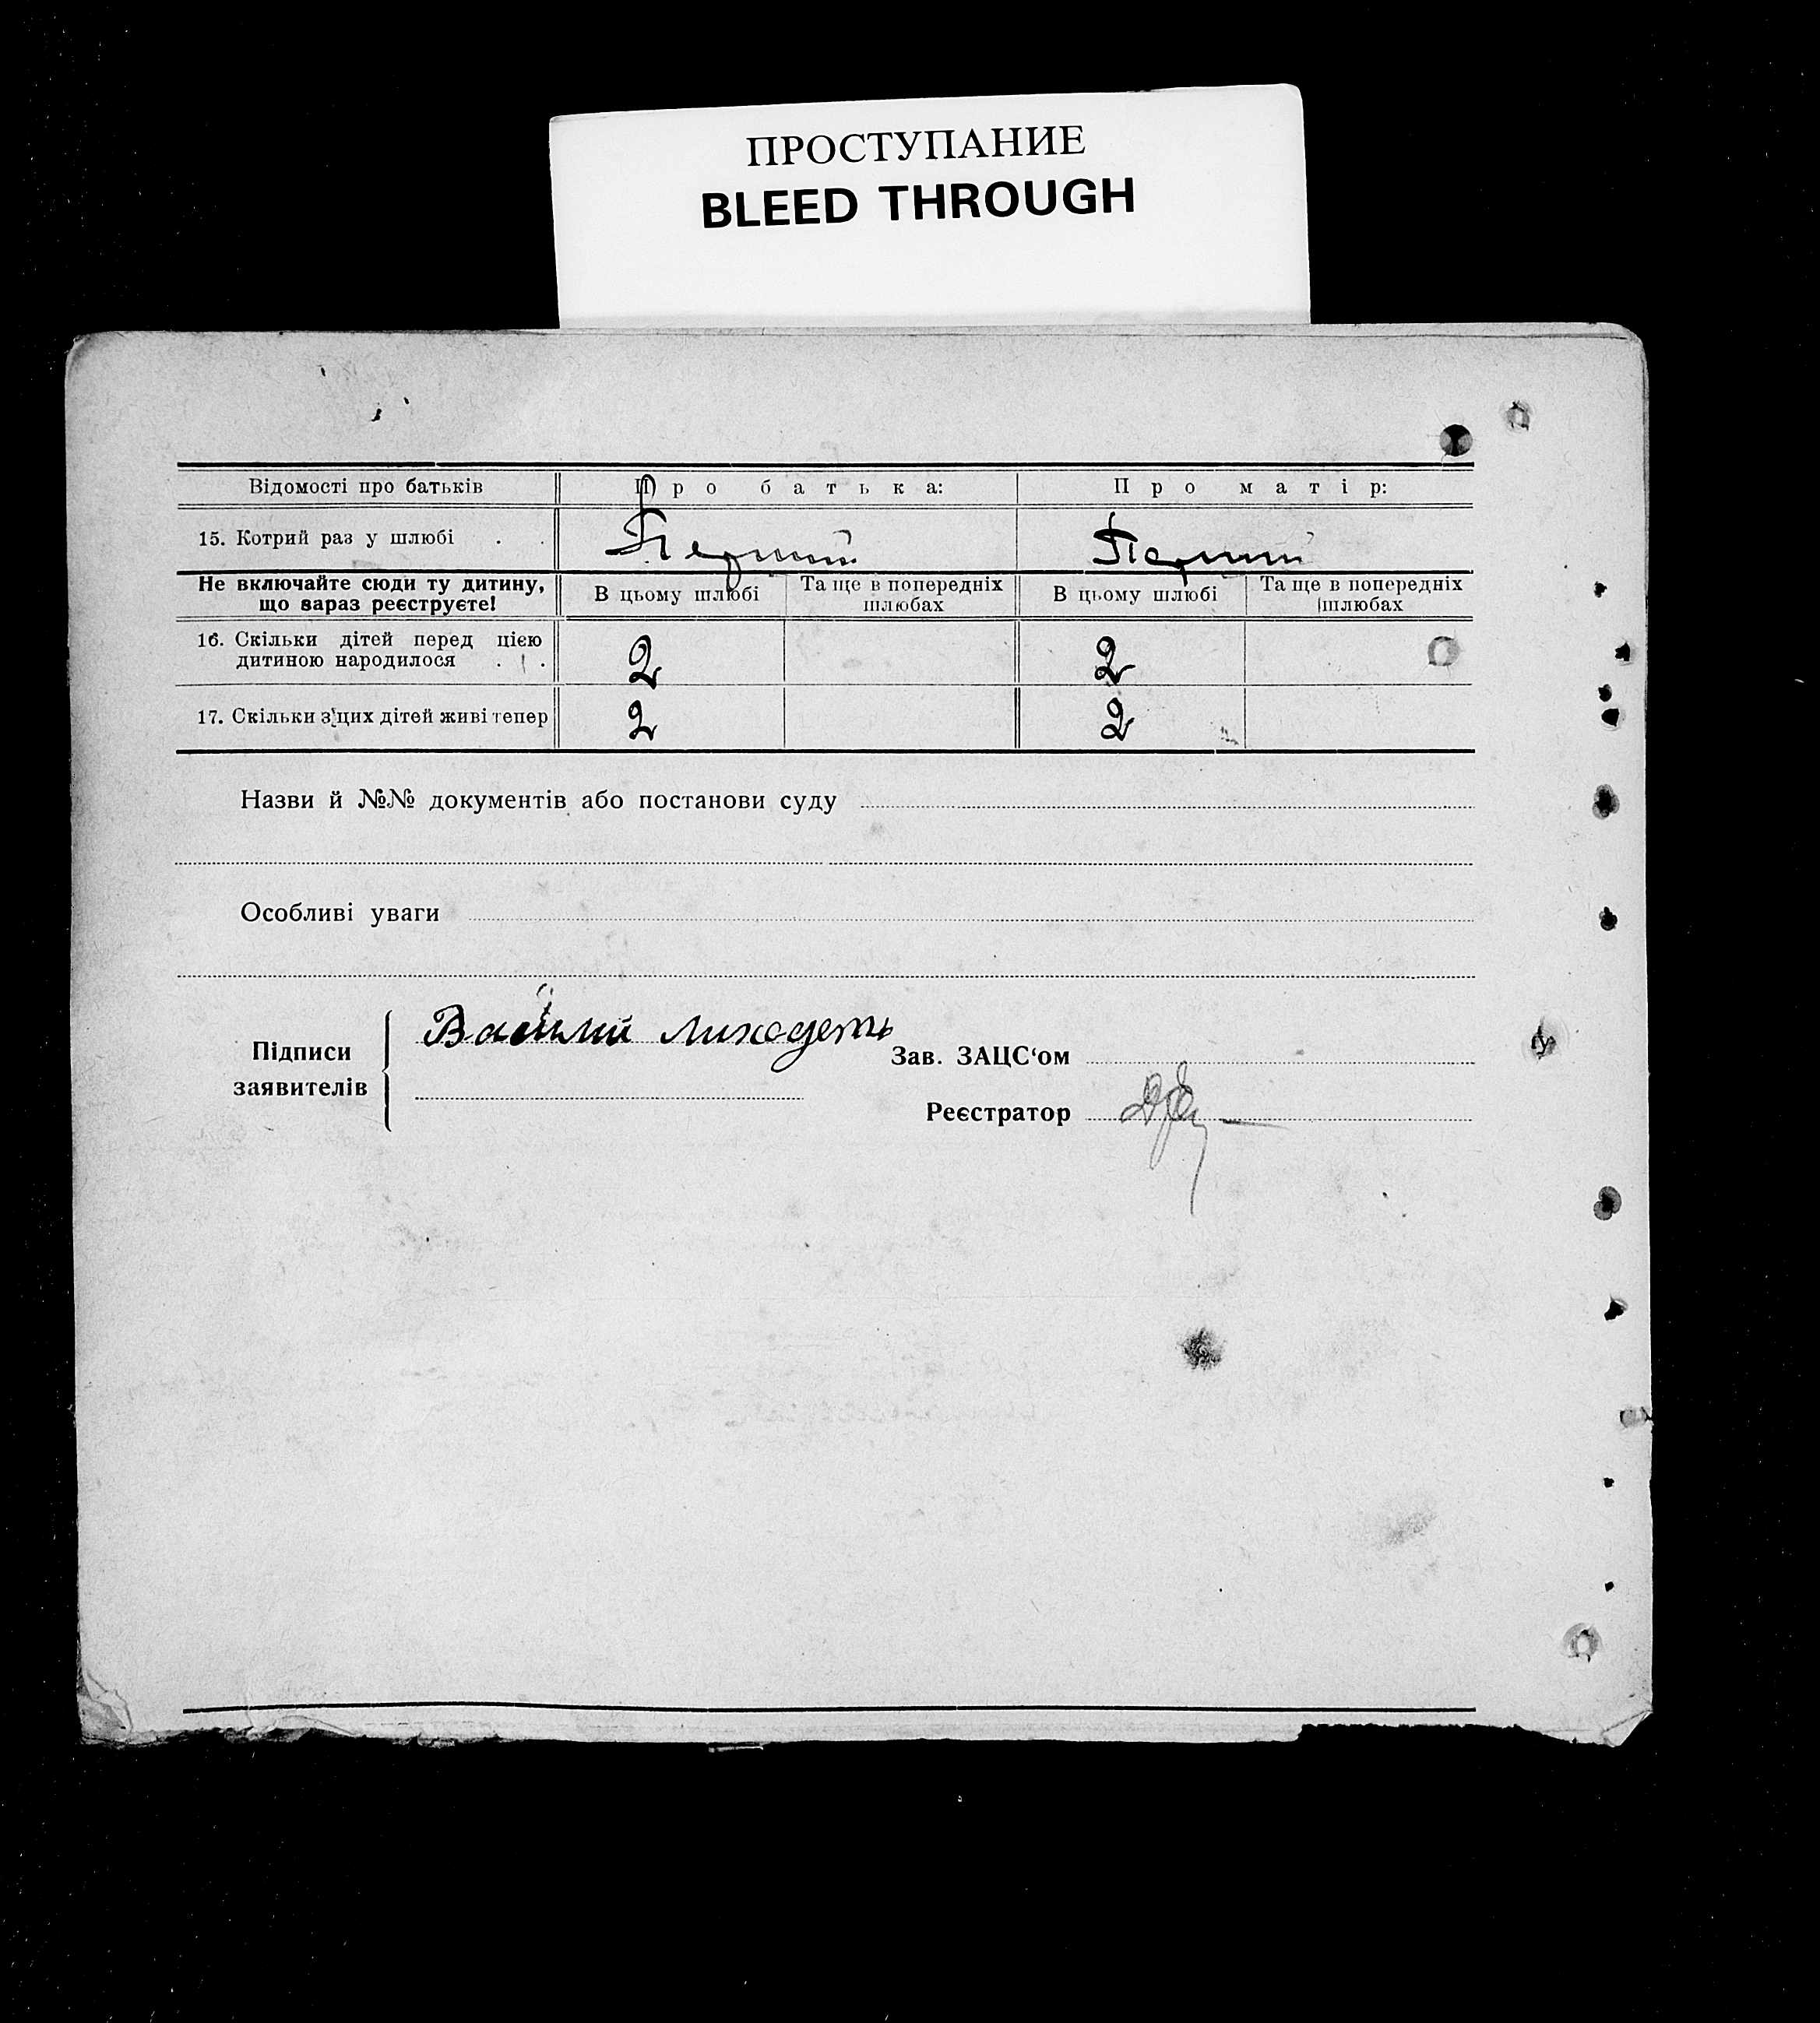 ПРОСТУПАНИЕ
BLEED THROUGH
Відомості про батьків Про батька: Про матір:
15. Котрий раз у шлюбі . . Перший Перший
Не включайте сюди ту дитину, що зараз реєструєте! В цьому шлюбі Та ще в попередніх шлюбах В цьому шлюбі Та ще в попередніх шлюбах
16. Скільки дітей перед цією дитиною народилося . . 2 2
17. Скільки з цих дітей живі тепер 2 2
Назви й №№ документів або постанови суду
Особливі уваги
Підписи заявителів
Зав. ЗАЦС‘ом
Реєстратор